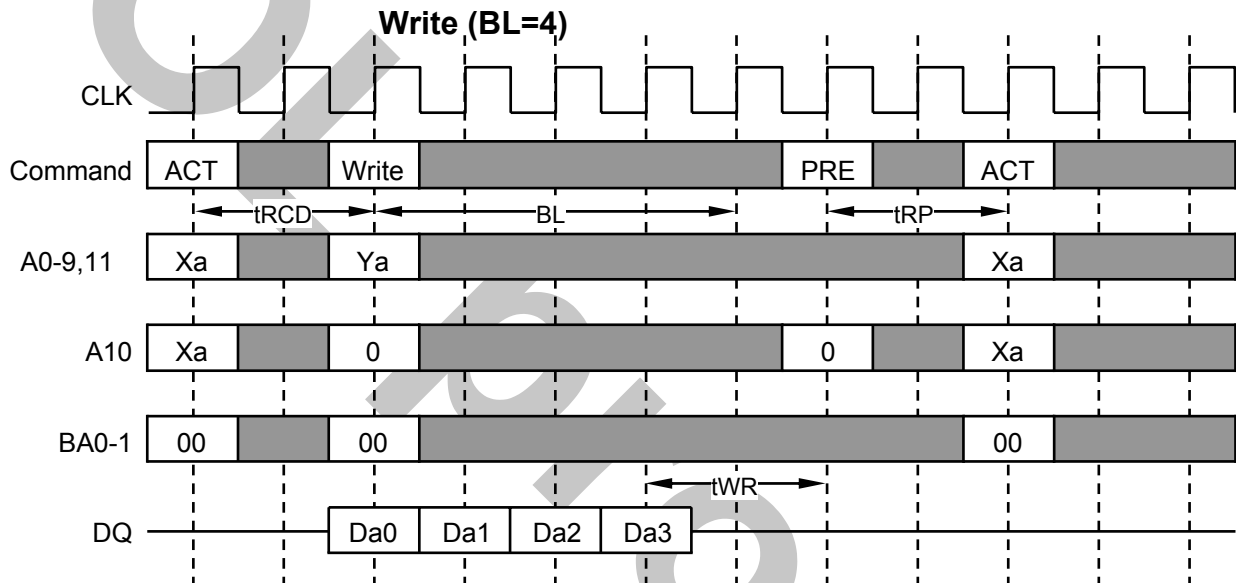 Write (BL=4)
CLK
Command ACT Write PRE ACT
tRCD BL tRP
A0-9,11 Xa Ya Xa
A10 Xa 0 0 Xa
BA0-1 00 00 00
tWR
DQ Da0 Da1 Da2 Da3